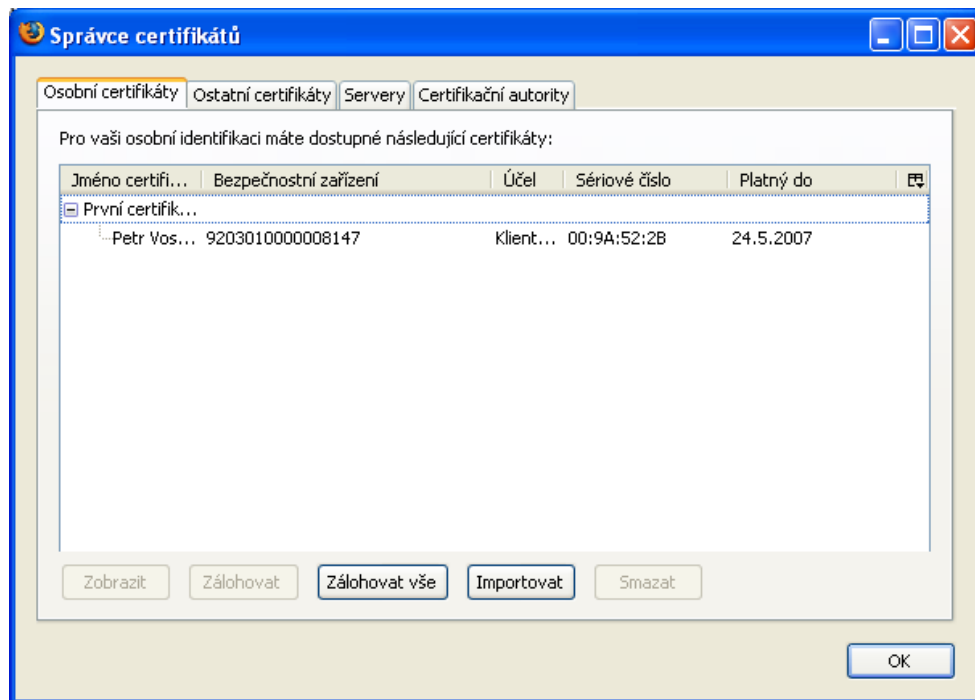 Správce certifikátů
Osobní certifikáty Ostatní certifikáty Servery Certifikační autority
Pro vaši osobní identifikaci máte dostupné následující certifikáty:
Jméno certifi... Bezpečnostní zařízení Účel Sériové číslo Platný do
První certifik...
Petr Vos... 9203010000008147 Klient... 00:9A:52:2B 24.5.2007
Zobrazit Zálohovat Zálohovat vše Importovat Smazat
OK